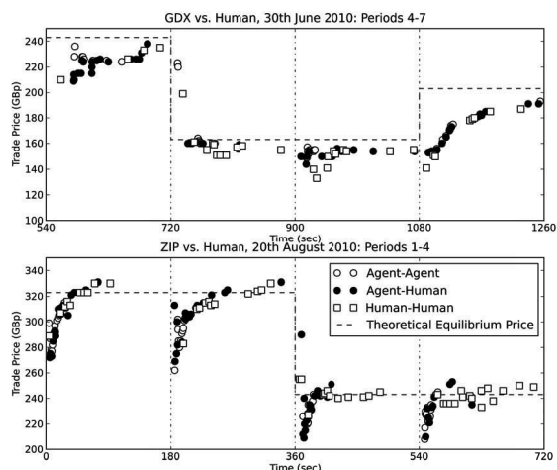 GDX vs. Human, 30th June 2010: Periods 4-7
Trade Price (GBp)
240
220
200
180
160
140
120
100
540
720
900
1080
1260
Time (sec)
ZIP vs. Human, 20th August 2010: Periods 1-4
Trade Price (GBp)
340
320
300
280
260
240
220
200
0
180
360
540
720
Time (sec)
Agent-Agent
Agent-Human
Human-Human
Theoretical Equilibrium Price